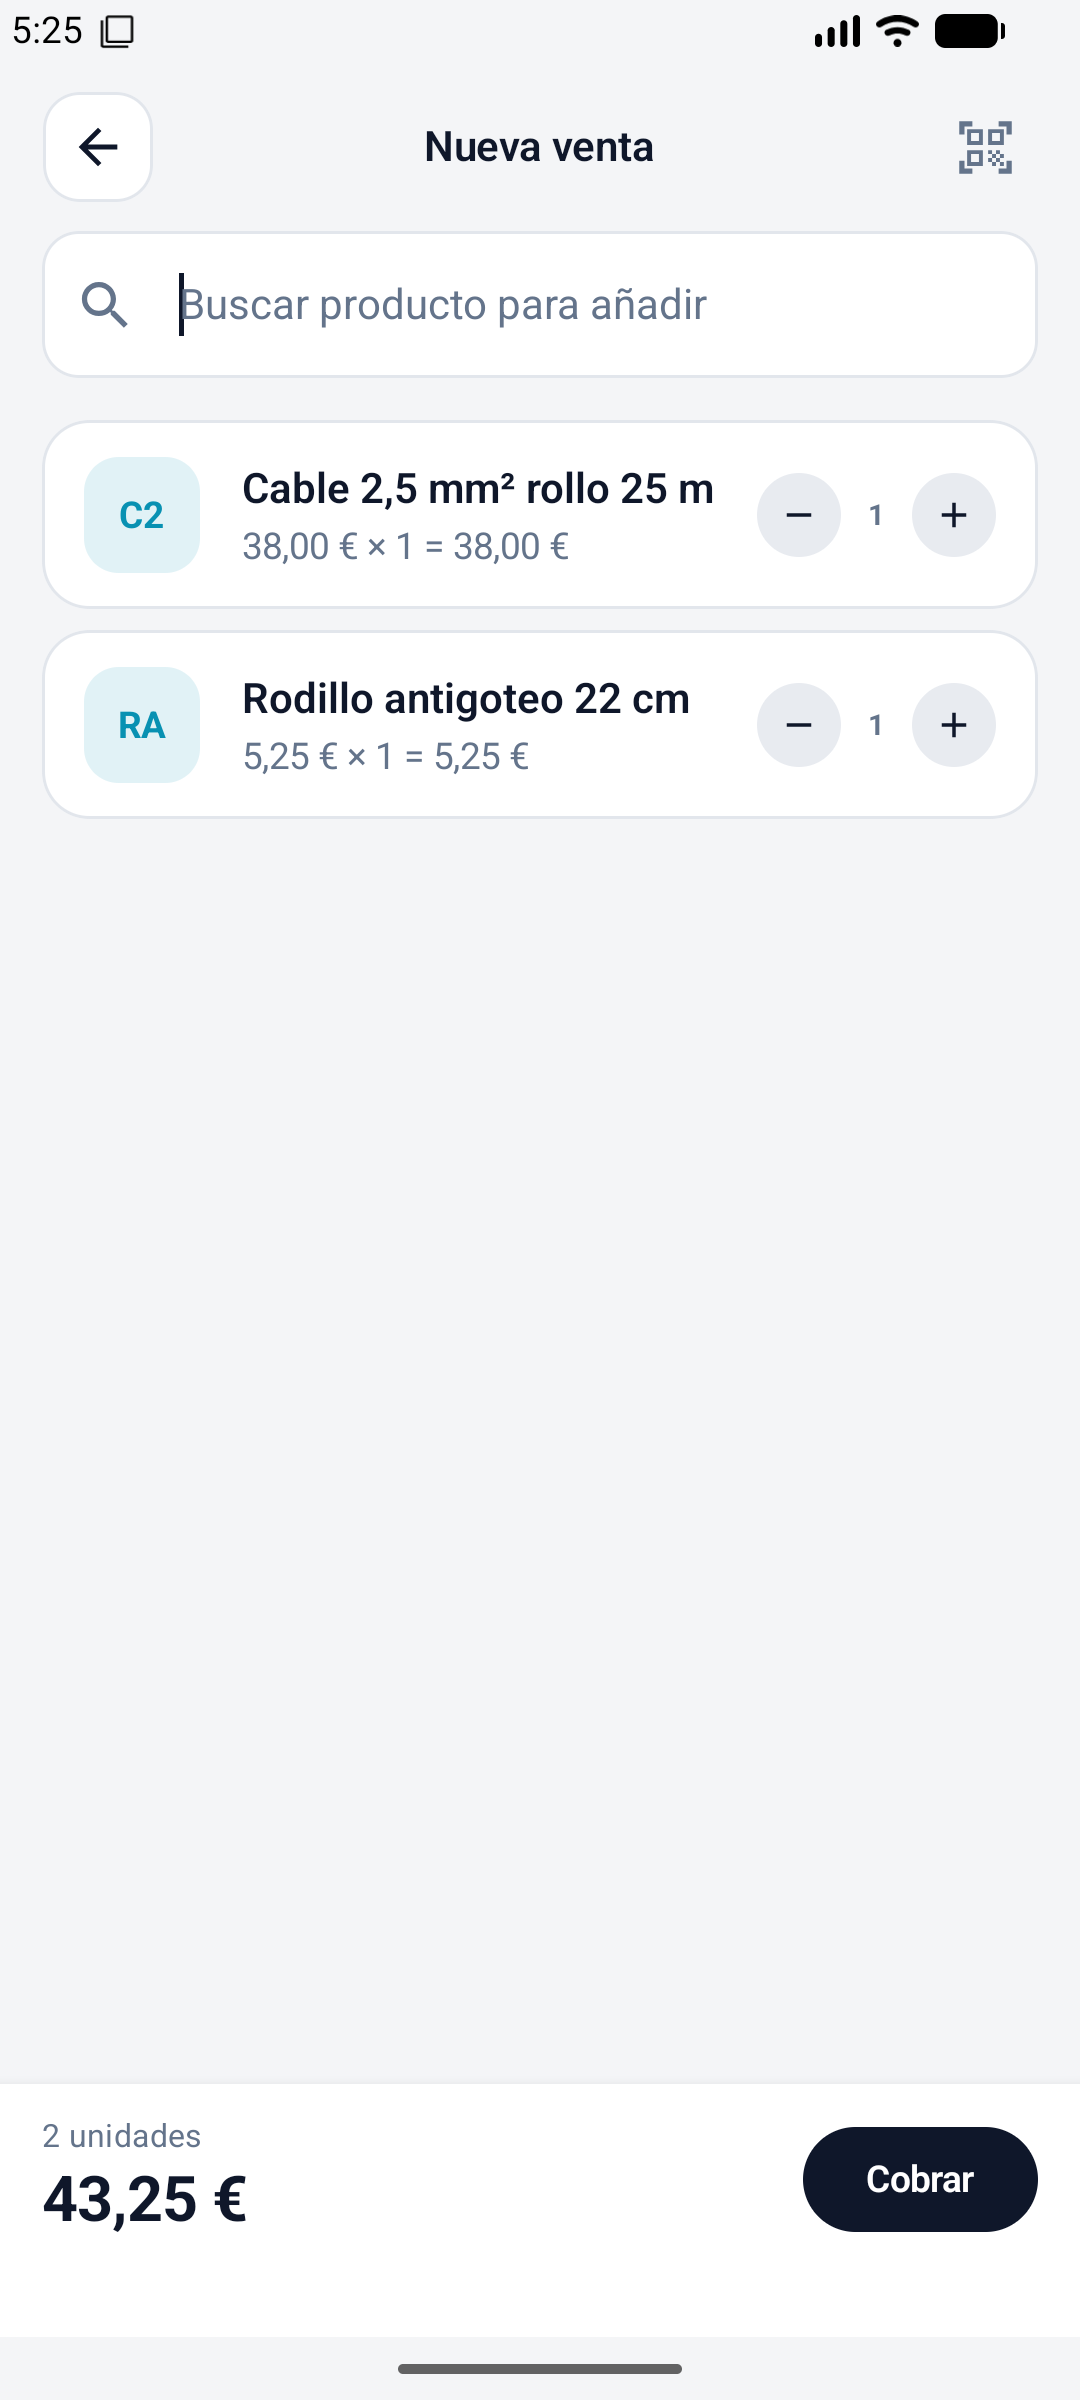 5:25
Nueva venta
Buscar producto para añadir
C2
Cable 2,5 mm² rollo 25 m
38,00 € × 1 = 38,00 €
− 1 +
RA
Rodillo antigoteo 22 cm
5,25 € × 1 = 5,25 €
− 1 +
2 unidades
43,25 €
Cobrar